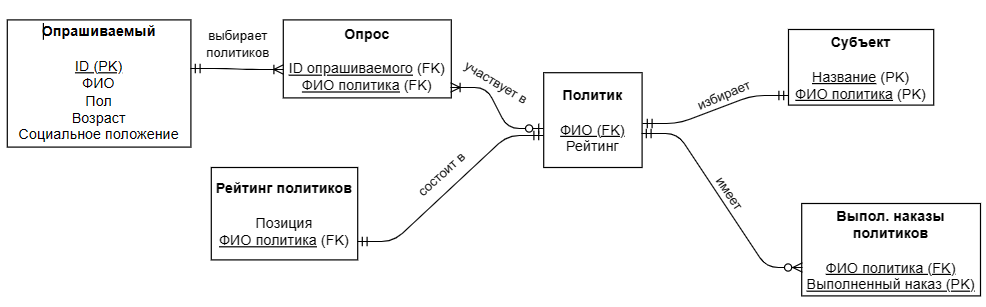 Опрашиваемый
ID (PK)
ФИО
Пол
Возраст
Социальное положение
выбирает
политиков
Опрос
ID опрашиваемого (FK)
ФИО политика (FK)
участвует в
Политик
ФИО (FK)
Рейтинг
избирает
Субъект
Название (PK)
ФИО политика (PK)
Рейтинг политиков
Позиция
ФИО политика (FK)
состоит в
имеет
Выпол. наказы
политиков
ФИО политика (FK)
Выполненный наказ (PK)